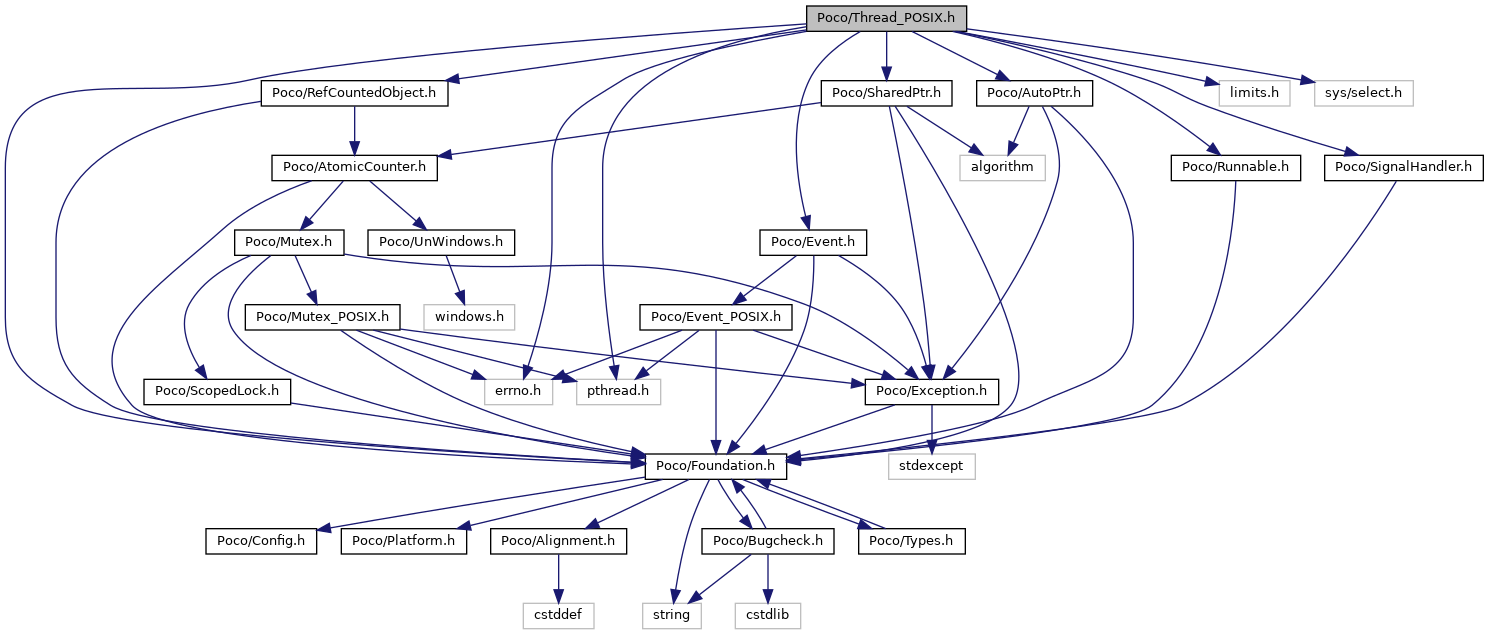 Poco/Thread_POSIX.h
Poco/RefCountedObject.h
Poco/SharedPtr.h
Poco/AutoPtr.h
limits.h
sys/select.h
Poco/AtomicCounter.h
algorithm
Poco/Runnable.h
Poco/SignalHandler.h
Poco/Mutex.h
Poco/UnWindows.h
Poco/Event.h
Poco/Mutex_POSIX.h
windows.h
Poco/Event_POSIX.h
Poco/ScopedLock.h
errno.h
pthread.h
Poco/Exception.h
Poco/Foundation.h
stdexcept
Poco/Config.h
Poco/Platform.h
Poco/Alignment.h
Poco/Bugcheck.h
Poco/Types.h
cstddef
string
cstdlib